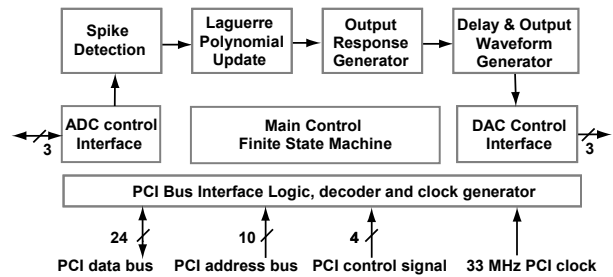 Spike
Detection
Laguerre
Polynomial
Update
Output
Response
Generator
Delay & Output
Waveform
Generator
3
ADC control
Interface
Main Control
Finite State Machine
DAC Control
Interface
3
PCI Bus Interface Logic, decoder and clock generator
24
10
4
PCI data bus
PCI address bus
PCI control signal
33 MHz PCI clock